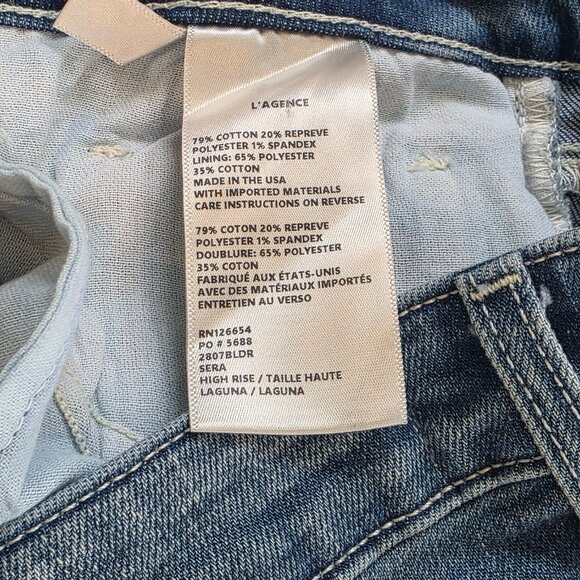 L'AGENCE
79% COTTON 20% REPREVE
POLYESTER 1% SPANDEX
LINING: 65% POLYESTER
35% COTTON
MADE IN THE USA
WITH IMPORTED MATERIALS
CARE INSTRUCTIONS ON REVERSE
79% COTON 20% REPREVE
POLYESTER 1% SPANDEX
DOUBLURE: 65% POLYESTER
35% COTON
FABRIQUÉ AUX ÉTATS-UNIS
AVEC DES MATÉRIAUX IMPORTÉS
ENTRETIEN AU VERSO
RN126654
PO # 5688
2807BLDR
SERA
HIGH RISE / TAILLE HAUTE
LAGUNA / LAGUNA